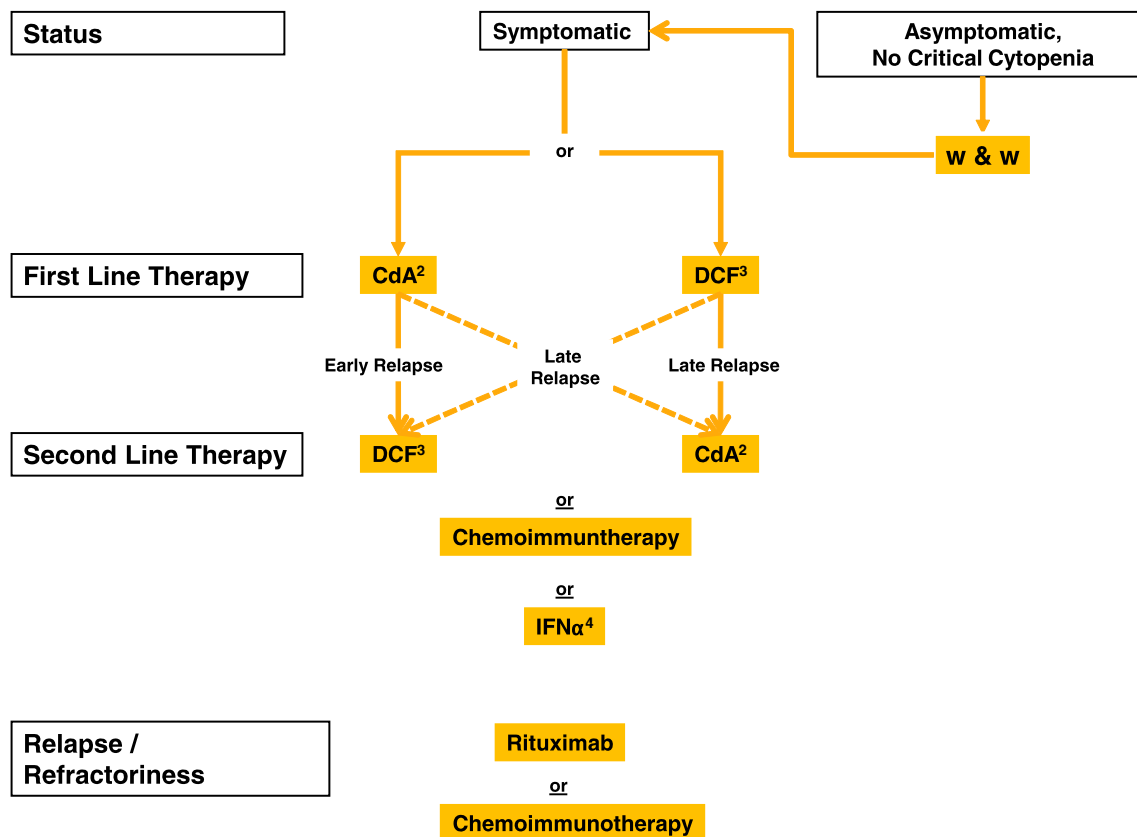 Status
Symptomatic
Asymptomatic,
No Critical Cytopenia
w & w
or
First Line Therapy
CdA²
DCF³
Early Relapse
Late
Relapse
Late Relapse
Second Line Therapy
DCF³
CdA²
or
Chemoimmuntherapy
or
IFNα⁴
Relapse /
Refractoriness
Rituximab
or
Chemoimmunotherapy